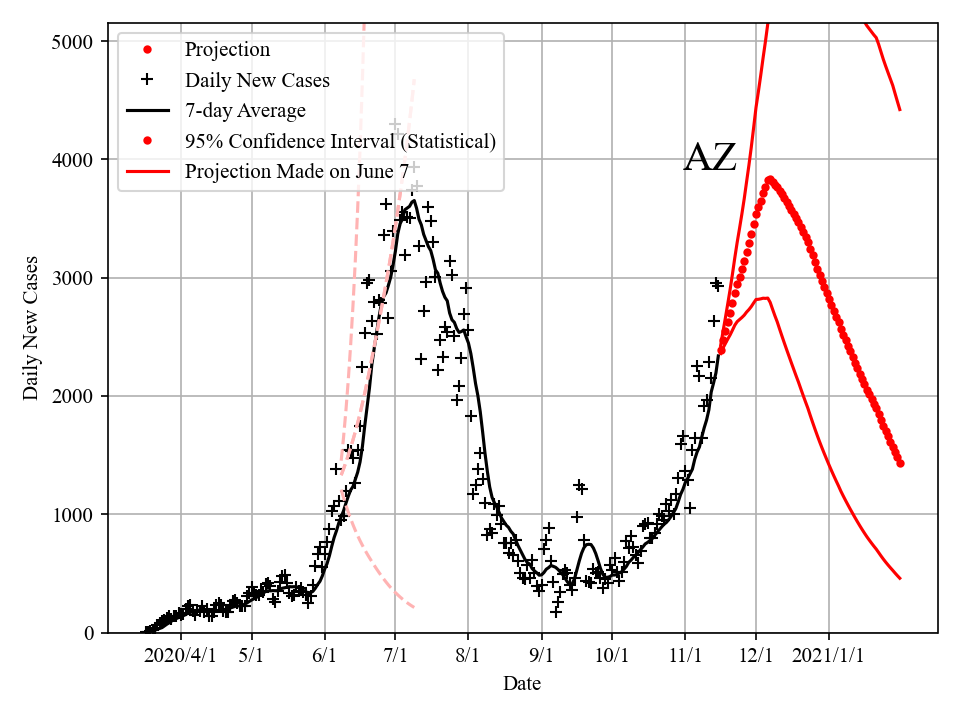 Projection
Daily New Cases
7-day Average
95% Confidence Interval (Statistical)
Projection Made on June 7
AZ
5000
4000
3000
2000
1000
0
Daily New Cases
2020/4/1 5/1 6/1 7/1 8/1 9/1 10/1 11/1 12/1 2021/1/1
Date